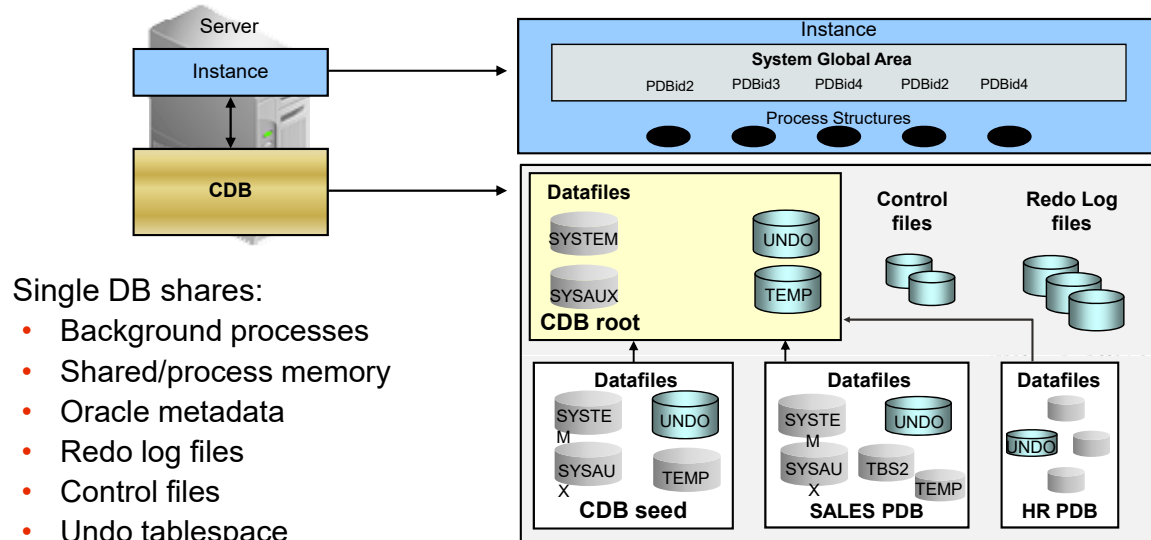 Server
Instance
CDB
Instance
System Global Area
PDBid2 PDBid3 PDBid4 PDBid2 PDBid4
Process Structures
Datafiles
SYSTEM
UNDO
SYSAUX
TEMP
CDB root
Control
files
Redo Log
files
Datafiles
SYSTE
M
UNDO
SYSAU
X
TEMP
CDB seed
Datafiles
SYSTE
M
UNDO
SYSAU
X
TBS2
TEMP
SALES PDB
Datafiles
UNDO
HR PDB
Single DB shares:
• Background processes
• Shared/process memory
• Oracle metadata
• Redo log files
• Control files
• Undo tablespace